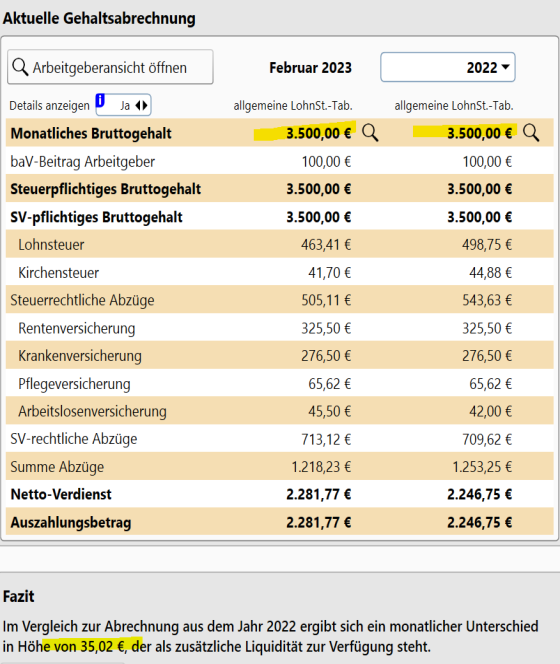 Aktuelle Gehaltsabrechnung
Arbeitgeberansicht öffnen Februar 2023 2022
Details anzeigen i Ja allgemeine LohnSt.-Tab. allgemeine LohnSt.-Tab.
Monatliches Bruttogehalt 3.500,00 € 3.500,00 €
baV-Beitrag Arbeitgeber 100,00 € 100,00 €
Steuerpflichtiges Bruttogehalt 3.500,00 € 3.500,00 €
SV-pflichtiges Bruttogehalt 3.500,00 € 3.500,00 €
Lohnsteuer 463,41 € 498,75 €
Kirchensteuer 41,70 € 44,88 €
Steuerrechtliche Abzüge 505,11 € 543,63 €
Rentenversicherung 325,50 € 325,50 €
Krankenversicherung 276,50 € 276,50 €
Pflegeversicherung 65,62 € 65,62 €
Arbeitslosenversicherung 45,50 € 42,00 €
SV-rechtliche Abzüge 713,12 € 709,62 €
Summe Abzüge 1.218,23 € 1.253,25 €
Netto-Verdienst 2.281,77 € 2.246,75 €
Auszahlungsbetrag 2.281,77 € 2.246,75 €
Fazit
Im Vergleich zur Abrechnung aus dem Jahr 2022 ergibt sich ein monatlicher Unterschied
in Höhe von 35,02 €, der als zusätzliche Liquidität zur Verfügung steht.